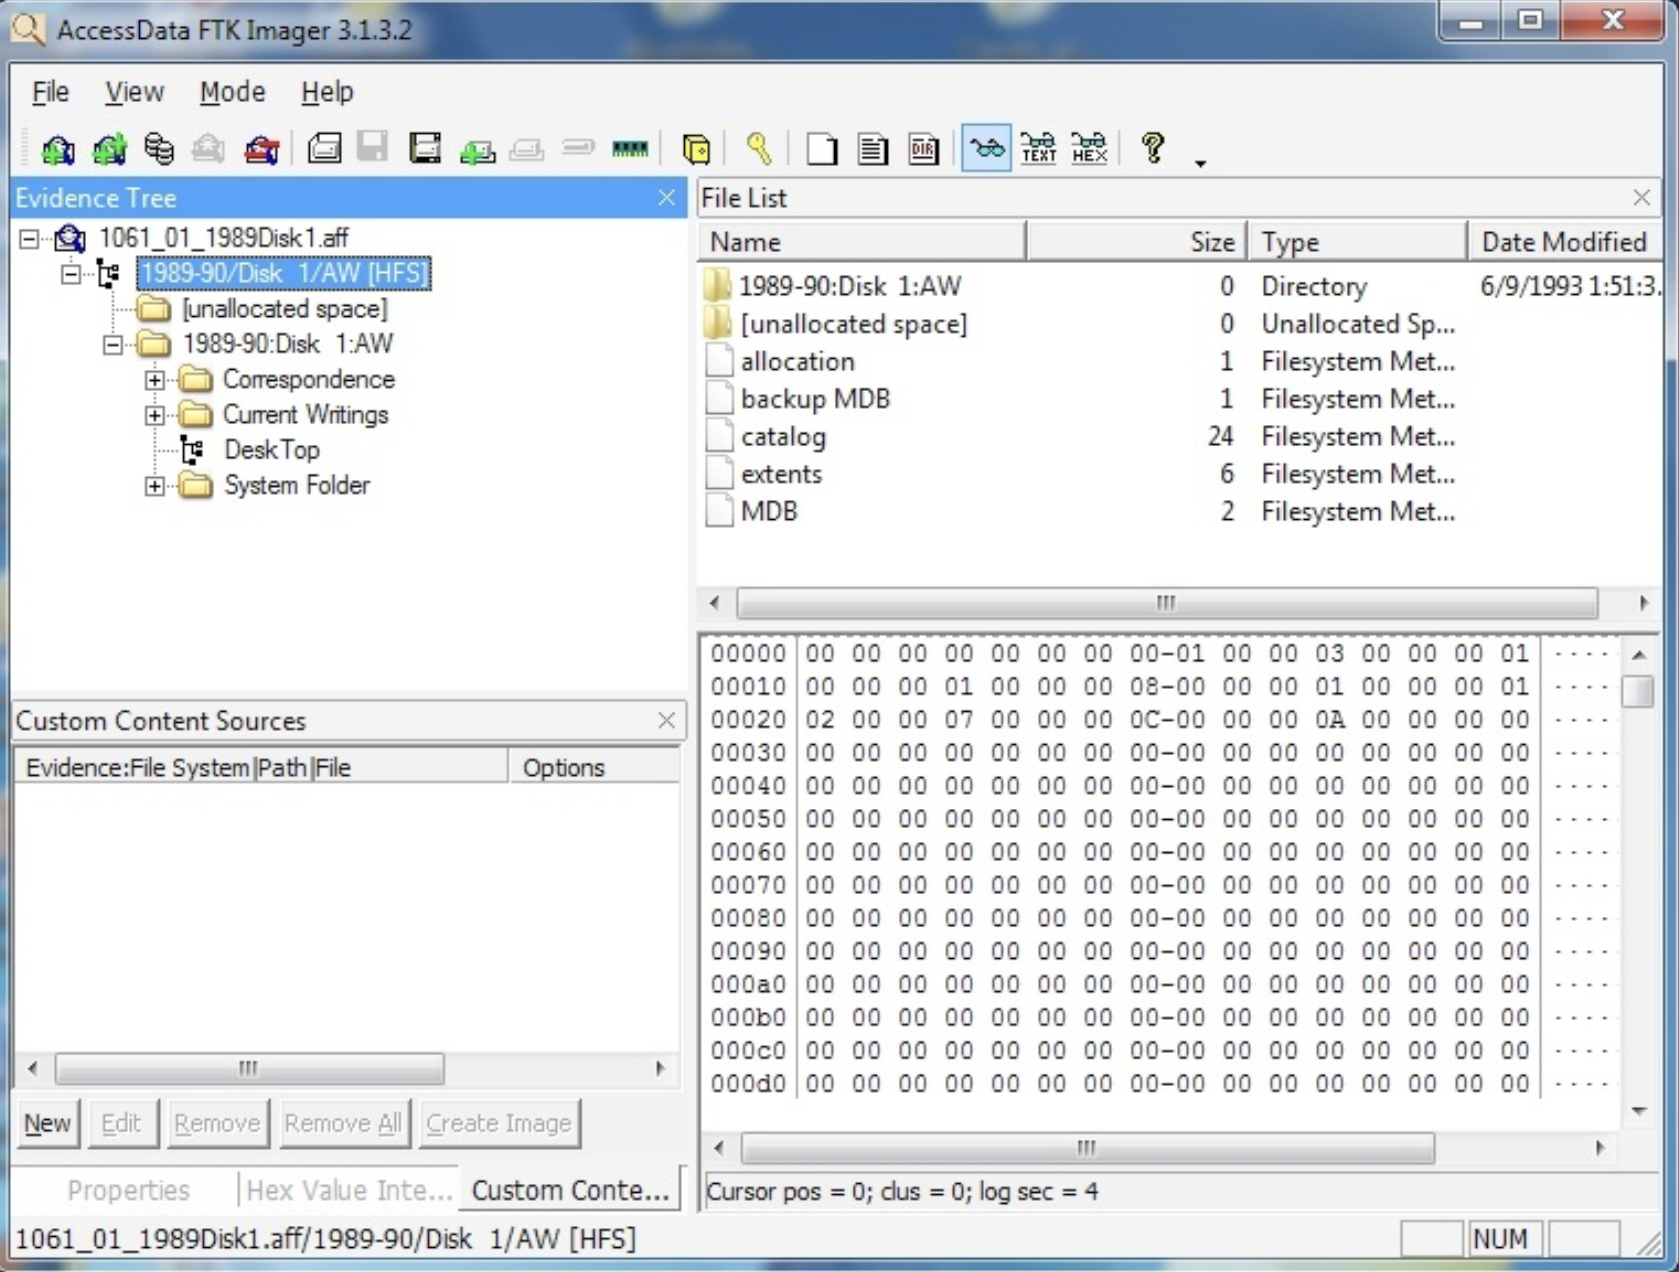 AccessData FTK Imager 3.1.3.2
File View Mode Help
DIR TEXT HEX ?
Evidence Tree
1061_01_1989Disk1.aff
1989-90/Disk 1/AW [HFS]
[unallocated space]
1989-90:Disk 1:AW
Correspondence
Current Writings
DeskTop
System Folder
Custom Content Sources
Evidence:File System|Path|File Options
New Edit Remove Remove All Create Image
Properties Hex Value Inte... Custom Conte...
File List
Name Size Type Date Modified
1989-90:Disk 1:AW 0 Directory 6/9/1993 1:51:3.
[unallocated space] 0 Unallocated Sp...
allocation 1 Filesystem Met...
backup MDB 1 Filesystem Met...
catalog 24 Filesystem Met...
extents 6 Filesystem Met...
MDB 2 Filesystem Met...
00000 00 00 00 00 00 00 00 00-01 00 00 03 00 00 00 01 ....
00010 00 00 00 01 00 00 00 08-00 00 00 01 00 00 00 01 ....
00020 02 00 00 07 00 00 00 0C-00 00 00 0A 00 00 00 00 ....
00030 00 00 00 00 00 00 00 00-00 00 00 00 00 00 00 00 ....
00040 00 00 00 00 00 00 00 00-00 00 00 00 00 00 00 00 ....
00050 00 00 00 00 00 00 00 00-00 00 00 00 00 00 00 00 ....
00060 00 00 00 00 00 00 00 00-00 00 00 00 00 00 00 00 ....
00070 00 00 00 00 00 00 00 00-00 00 00 00 00 00 00 00 ....
00080 00 00 00 00 00 00 00 00-00 00 00 00 00 00 00 00 ....
00090 00 00 00 00 00 00 00 00-00 00 00 00 00 00 00 00 ....
000a0 00 00 00 00 00 00 00 00-00 00 00 00 00 00 00 00 ....
000b0 00 00 00 00 00 00 00 00-00 00 00 00 00 00 00 00 ....
000c0 00 00 00 00 00 00 00 00-00 00 00 00 00 00 00 00 ....
000d0 00 00 00 00 00 00 00 00-00 00 00 00 00 00 00 00 ....
Cursor pos = 0; clus = 0; log sec = 4
1061_01_1989Disk1.aff/1989-90/Disk 1/AW [HFS] NUM